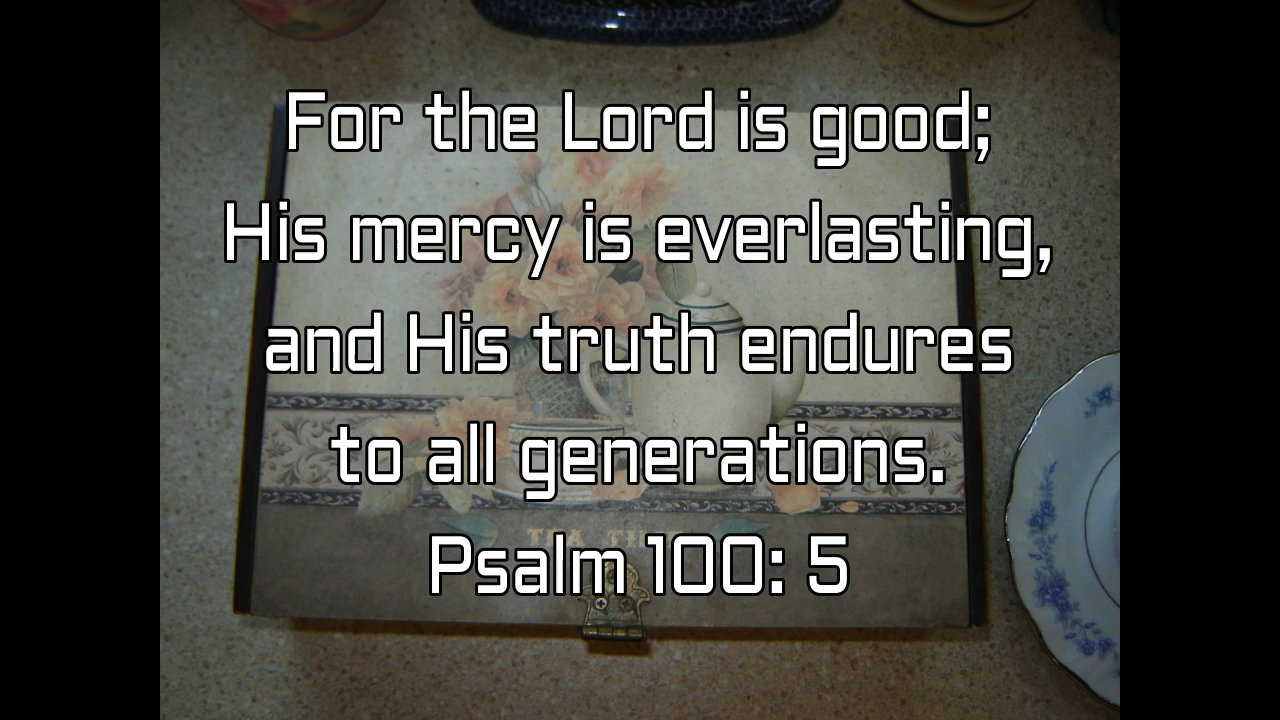 For the Lord is good;
His mercy is everlasting,
and His truth endures
to all generations.
Psalm 100: 5